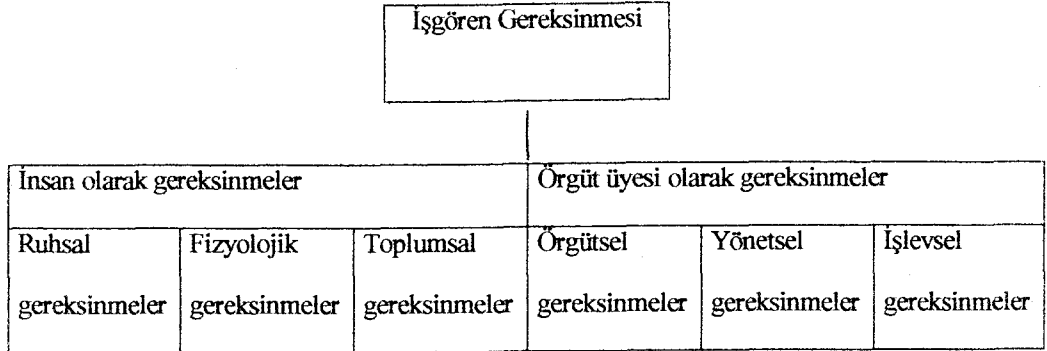 İşgören Gereksinmesi
İnsan olarak gereksinmeler
Örgüt üyesi olarak gereksinmeler
Ruhsal
gereksinmeler
Fizyolojik
gereksinmeler
Toplumsal
gereksinmeler
Örgütsel
gereksinmeler
Yönetsel
gereksinmeler
İşlevsel
gereksinmeler